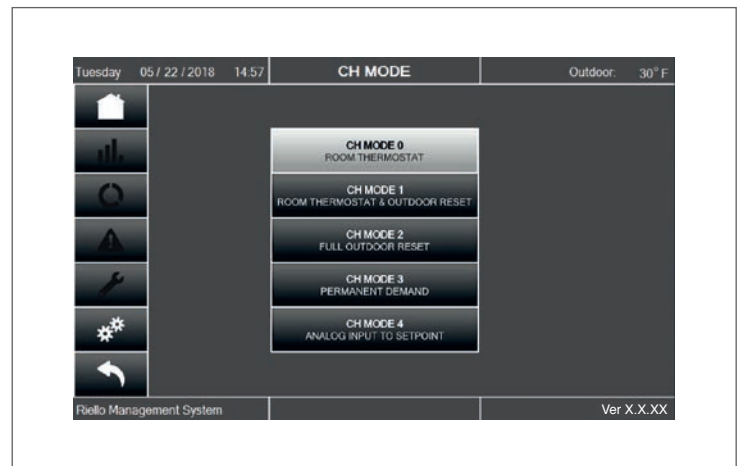 Tuesday 05 / 22 / 2018 14:57 CH MODE Outdoor: 30° F
CH MODE 0
ROOM THERMOSTAT
CH MODE 1
ROOM THERMOSTAT & OUTDOOR RESET
CH MODE 2
FULL OUTDOOR RESET
CH MODE 3
PERMANENT DEMAND
CH MODE 4
ANALOG INPUT TO SETPOINT
Riello Management System Ver X.X.XX